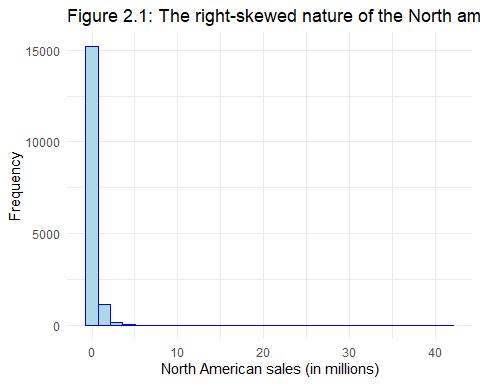 Figure 2.1: The right-skewed nature of the North am
15000
10000
5000
0
Frequency
0 10 20 30 40
North American sales (in millions)